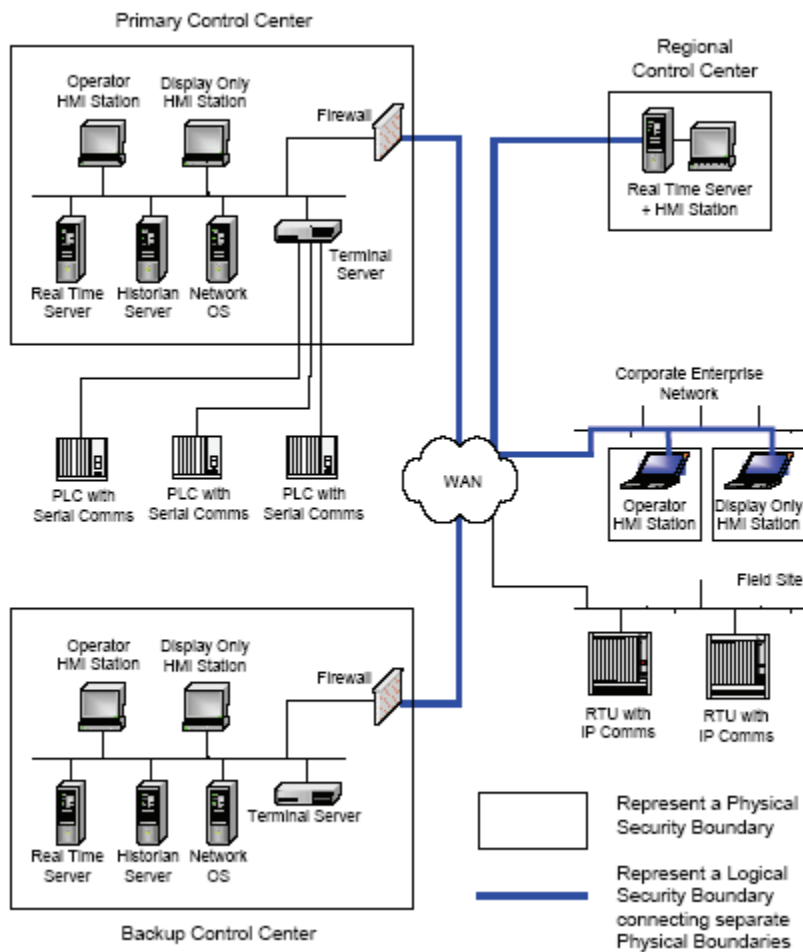 Primary Control Center
Operator
HMI Station
Display Only
HMI Station
Firewall
Real Time
Server
Historian
Server
Network
OS
Terminal
Server
PLC with
Serial Comms
PLC with
Serial Comms
PLC with
Serial Comms
Regional
Control Center
Real Time Server
+ HMI Station
Corporate Enterprise
Network
WAN
Operator
HMI Station
Display Only
HMI Station
Field Site
RTU with
IP Comms
RTU with
IP Comms
Operator
HMI Station
Display Only
HMI Station
Firewall
Real Time
Server
Historian
Server
Network
OS
Terminal Server
Backup Control Center
Represent a Physical
Security Boundary
Represent a Logical
Security Boundary
connecting separate
Physical Boundaries